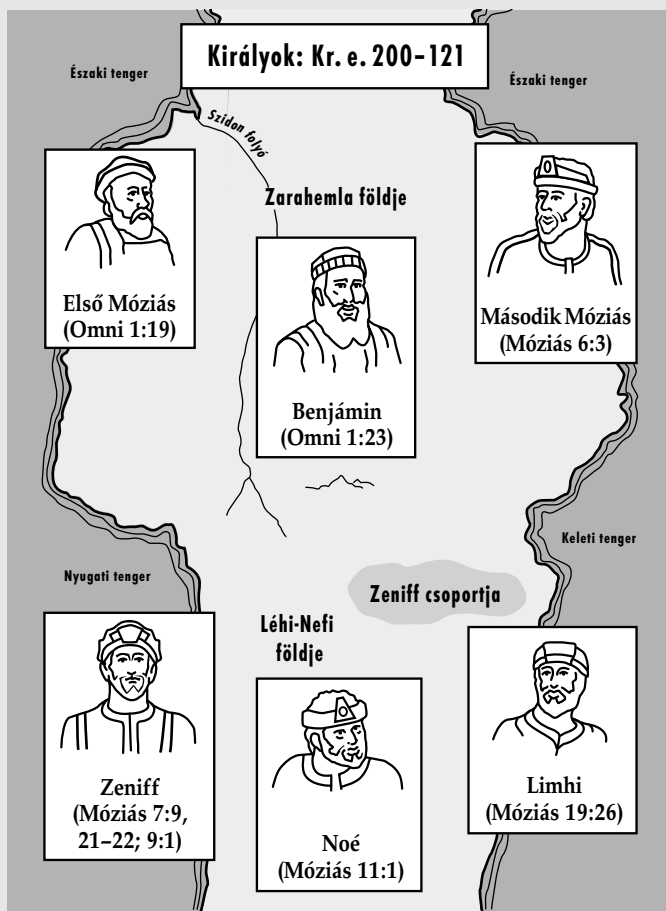 Királyok: Kr. e. 200–121
Északi tenger
Északi tenger
Szidon folyó
Zarahemla földje
Első Móziás
(Omni 1:19)
Második Móziás
(Móziás 6:3)
Benjámin
(Omni 1:23)
Keleti tenger
Nyugati tenger
Zeniff csoportja
Léhi-Nefi
földje
Zeniff
(Móziás 7:9,
21–22; 9:1)
Noé
(Móziás 11:1)
Limhi
(Móziás 19:26)